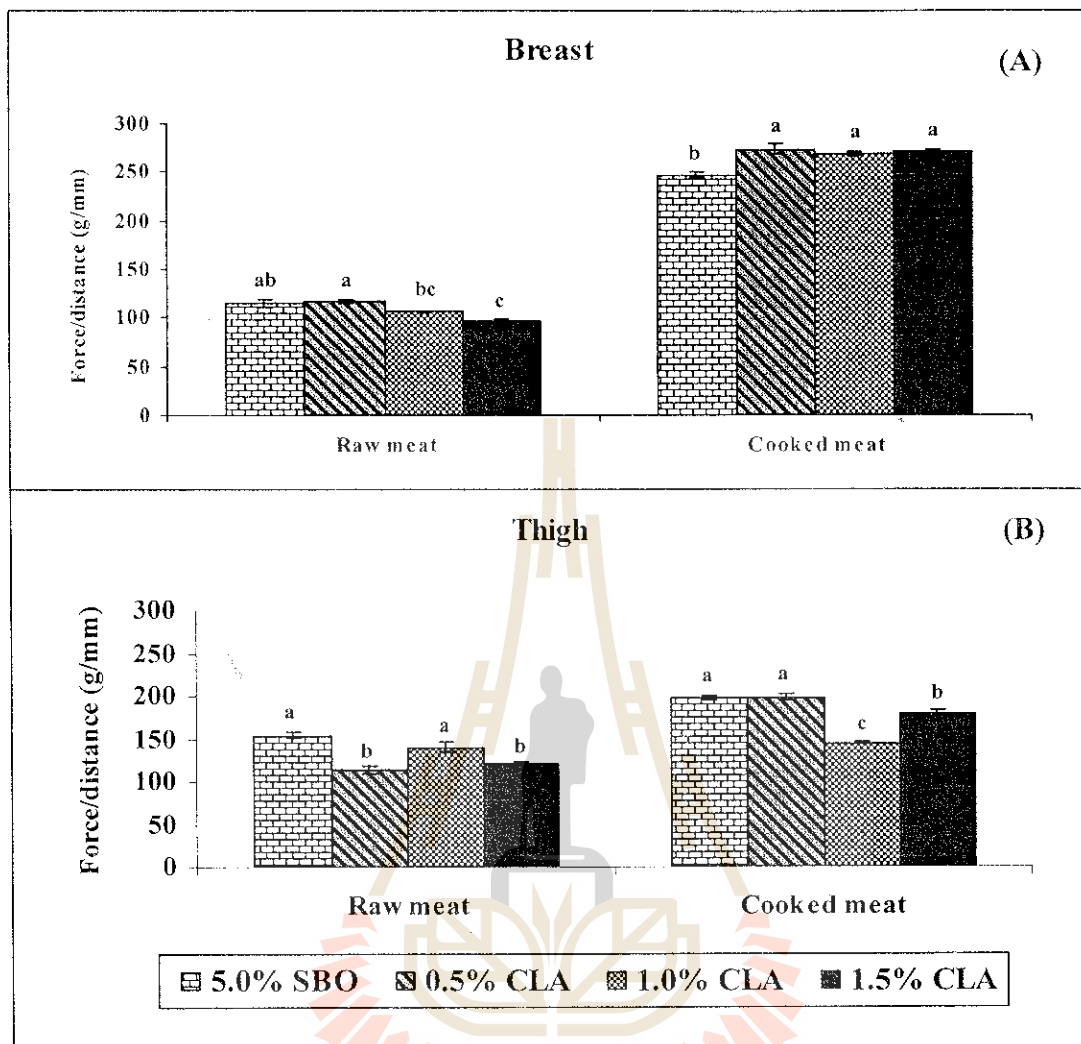 Breast
(A)
Force/distance (g/mm)
300
250
200
150
100
50
0
ab
a
bc
c
b
a
a
a
Raw meat
Cooked meat
Thigh
(B)
Force/distance (g/mm)
300
250
200
150
100
50
0
a
b
a
b
a
a
c
b
Raw meat
Cooked meat
5.0% SBO 0.5% CLA 1.0% CLA 1.5% CLA